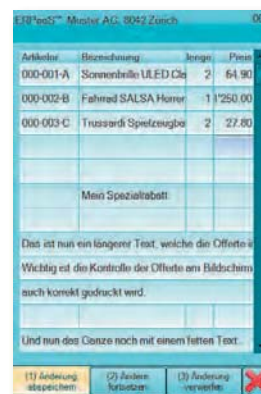 Muster AG, 8042 Zürich
Artikelnr Bezeichnung Menge Preis
000-001-A Sonnenbrille ULED Cla 2 64.90
000-002-B Fahrrad SALSA Horror 1 1'250.00
000-003-C Trussardi Spielzeugba 2 27.80
Mein Spezialrabatt
Das ist nun ein längerer Text, welche die Offerte
Wichtig ist die Kontrolle der Offerte am Bildschirm
auch korrekt gedruckt wird.
Und nun das Ganze noch mit einem fetten Text.
(1) Änderung abspeichern
(2) Ändern fortsetzen
(3) Änderung verwerfen